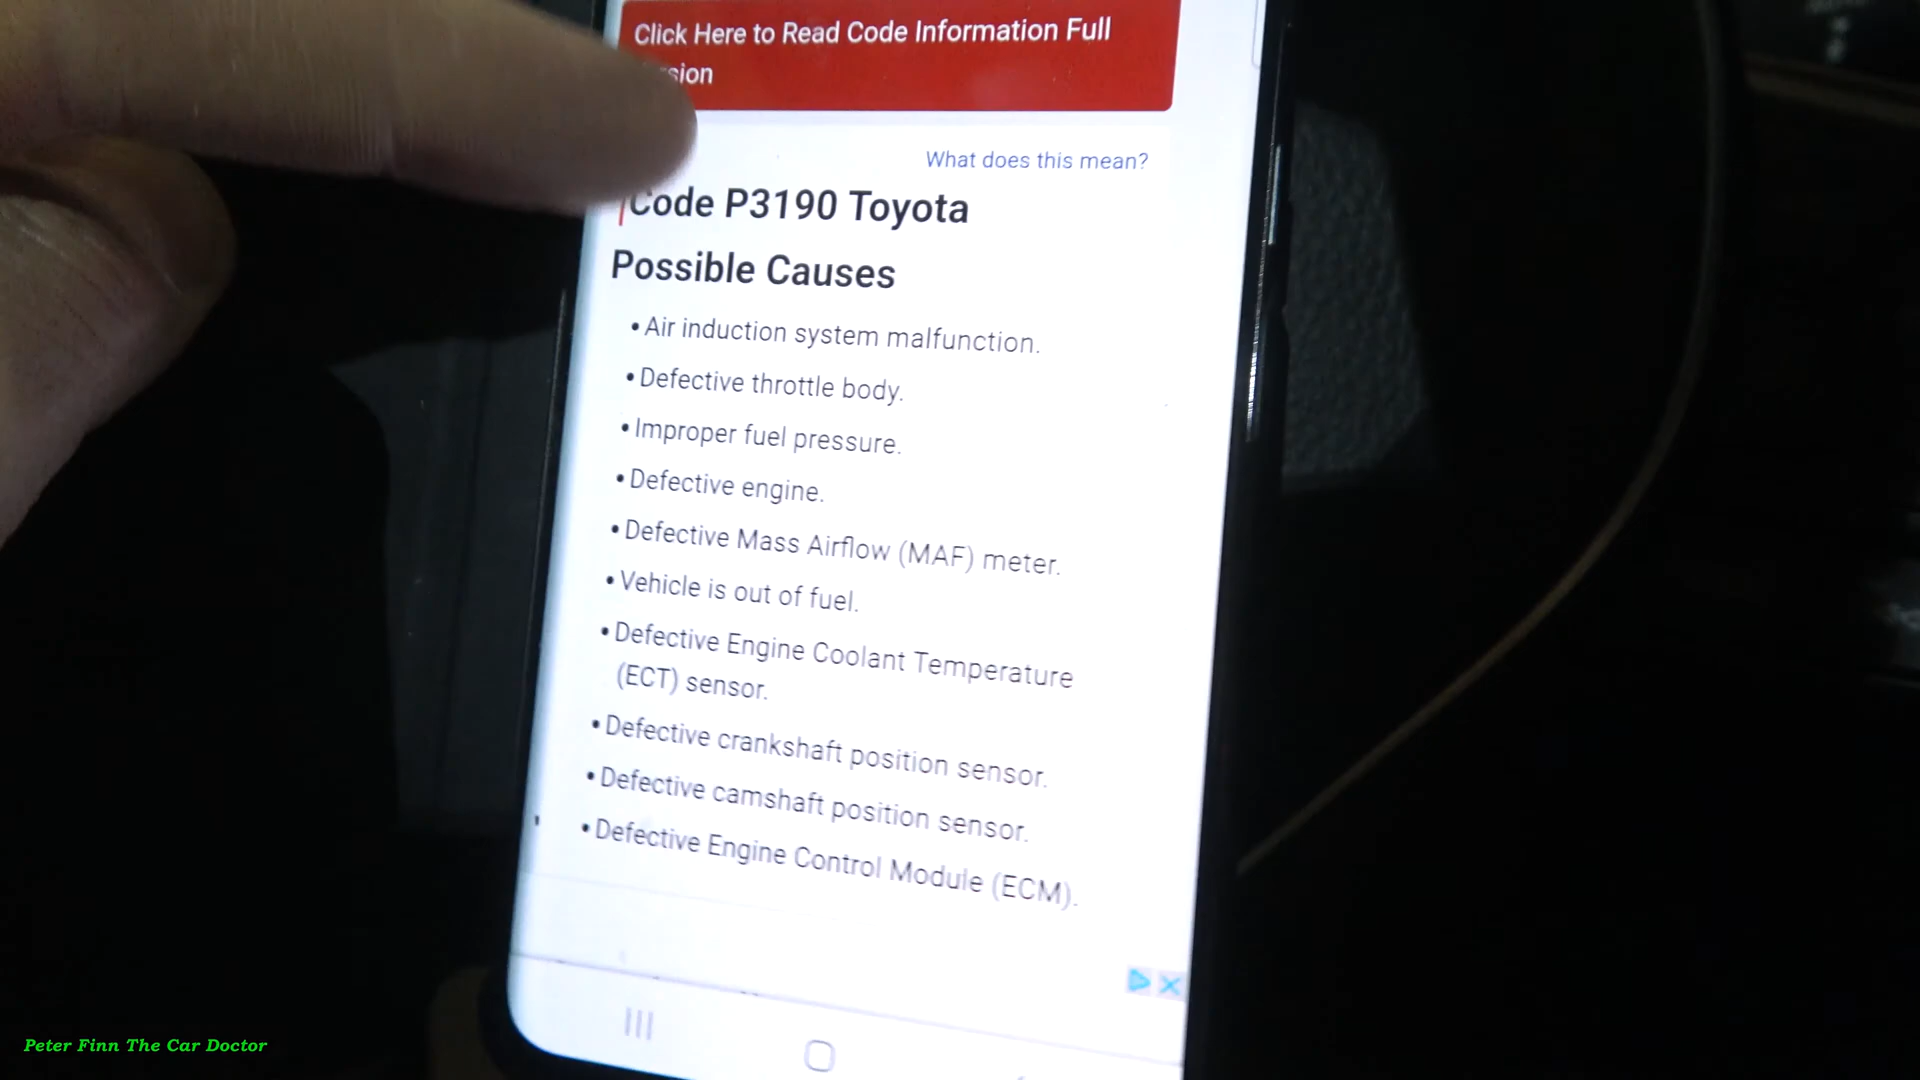 Click Here to Read Code Information Full
What does this mean?
Code P3190 Toyota
Possible Causes
• Air induction system malfunction.
• Defective throttle body.
• Improper fuel pressure.
• Defective engine.
• Defective Mass Airflow (MAF) meter.
• Vehicle is out of fuel.
• Defective Engine Coolant Temperature
(ECT) sensor.
• Defective crankshaft position sensor.
• Defective camshaft position sensor.
• Defective Engine Control Module (ECM).
Peter Finn The Car Doctor